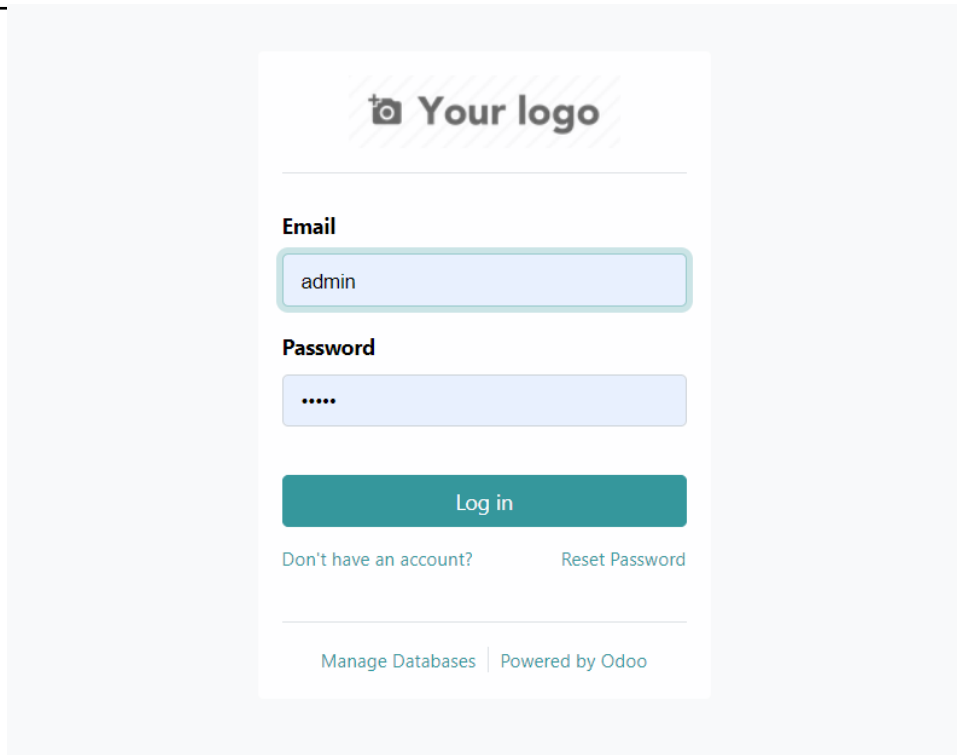 Your logo
Email
admin
Password
•••••
Log in
Don't have an account? Reset Password
Manage Databases Powered by Odoo